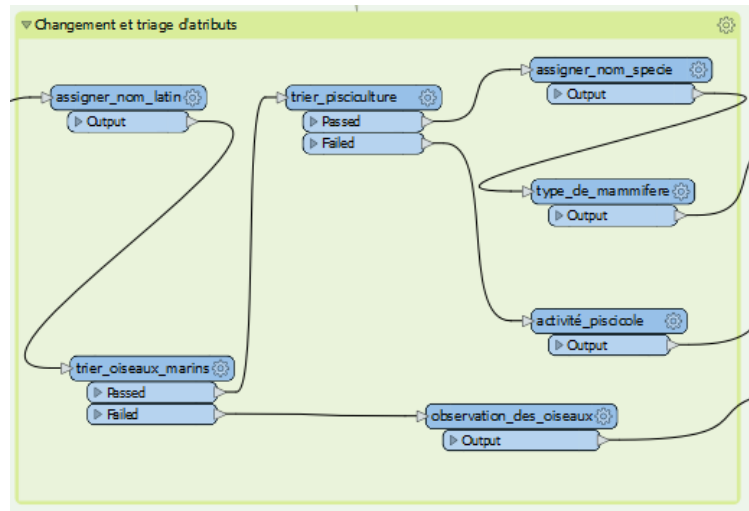 Changement et triage d'atributs
assigner_nom_latin
Output
trier_pisciculture
Passed
Failed
assigner_nom_specie
Output
type_de_mammifere
Output
activité_piscicole
Output
trier_oiseaux_marins
Passed
Failed
observation_des_oiseaux
Output